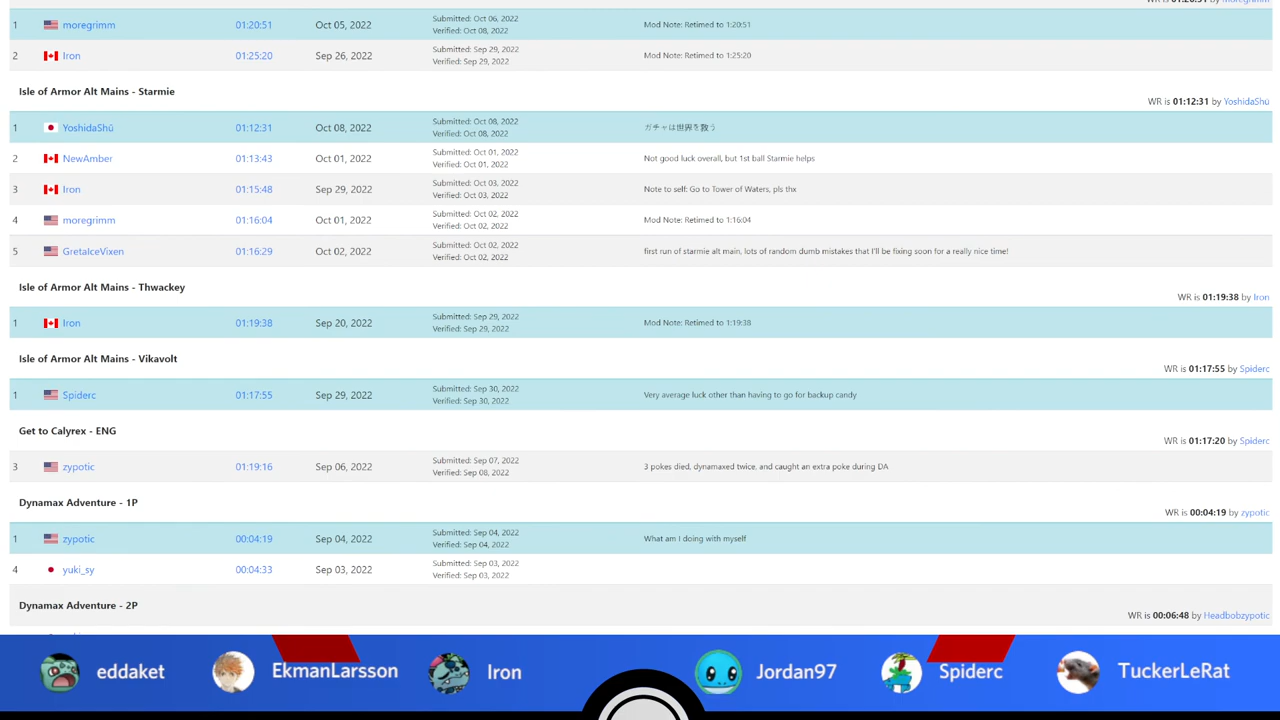 WR is 01:20:51 by moregrimm
1 moregrimm 01:20:51 Oct 05, 2022 Submitted: Oct 06, 2022 Mod Note: Retimed to 1:20:51
Verified: Oct 08, 2022
2 Iron 01:25:20 Sep 26, 2022 Submitted: Sep 29, 2022 Mod Note: Retimed to 1:25:20
Verified: Sep 29, 2022
Isle of Armor Alt Mains - Starmie
WR is 01:12:31 by YoshidaShū
1 YoshidaShū 01:12:31 Oct 08, 2022 Submitted: Oct 08, 2022 ガチャは世界を救う
Verified: Oct 08, 2022
2 NewAmber 01:13:43 Oct 01, 2022 Submitted: Oct 01, 2022 Not good luck overall, but 1st ball Starmie helps
Verified: Oct 01, 2022
3 Iron 01:15:48 Sep 29, 2022 Submitted: Oct 03, 2022 Note to self: Go to Tower of Waters, pls thx
Verified: Oct 03, 2022
4 moregrimm 01:16:04 Oct 01, 2022 Submitted: Oct 02, 2022 Mod Note: Retimed to 1:16:04
Verified: Oct 02, 2022
5 GretaIceVixen 01:16:29 Oct 02, 2022 Submitted: Oct 02, 2022 first run of starmie alt main, lots of random dumb mistakes that I'll be fixing soon for a really nice time!
Verified: Oct 02, 2022
Isle of Armor Alt Mains - Thwackey
WR is 01:19:38 by Iron
1 Iron 01:19:38 Sep 20, 2022 Submitted: Sep 29, 2022 Mod Note: Retimed to 1:19:38
Verified: Sep 29, 2022
Isle of Armor Alt Mains - Vikavolt
WR is 01:17:55 by Spiderc
1 Spiderc 01:17:55 Sep 29, 2022 Submitted: Sep 30, 2022 Very average luck other than having to go for backup candy
Verified: Sep 30, 2022
Get to Calyrex - ENG
WR is 01:17:20 by Spiderc
3 zypotic 01:19:16 Sep 06, 2022 Submitted: Sep 07, 2022 3 pokes died, dynamaxed twice, and caught an extra poke during DA
Verified: Sep 08, 2022
Dynamax Adventure - 1P
WR is 00:04:19 by zypotic
1 zypotic 00:04:19 Sep 04, 2022 Submitted: Sep 04, 2022 What am I doing with myself
Verified: Sep 04, 2022
4 yuki_sy 00:04:33 Sep 03, 2022 Submitted: Sep 03, 2022
Verified: Sep 03, 2022
Dynamax Adventure - 2P
WR is 00:06:48 by Headbobzypotic
eddaket EkmanLarsson Iron Jordan97 Spiderc TuckerLeRat